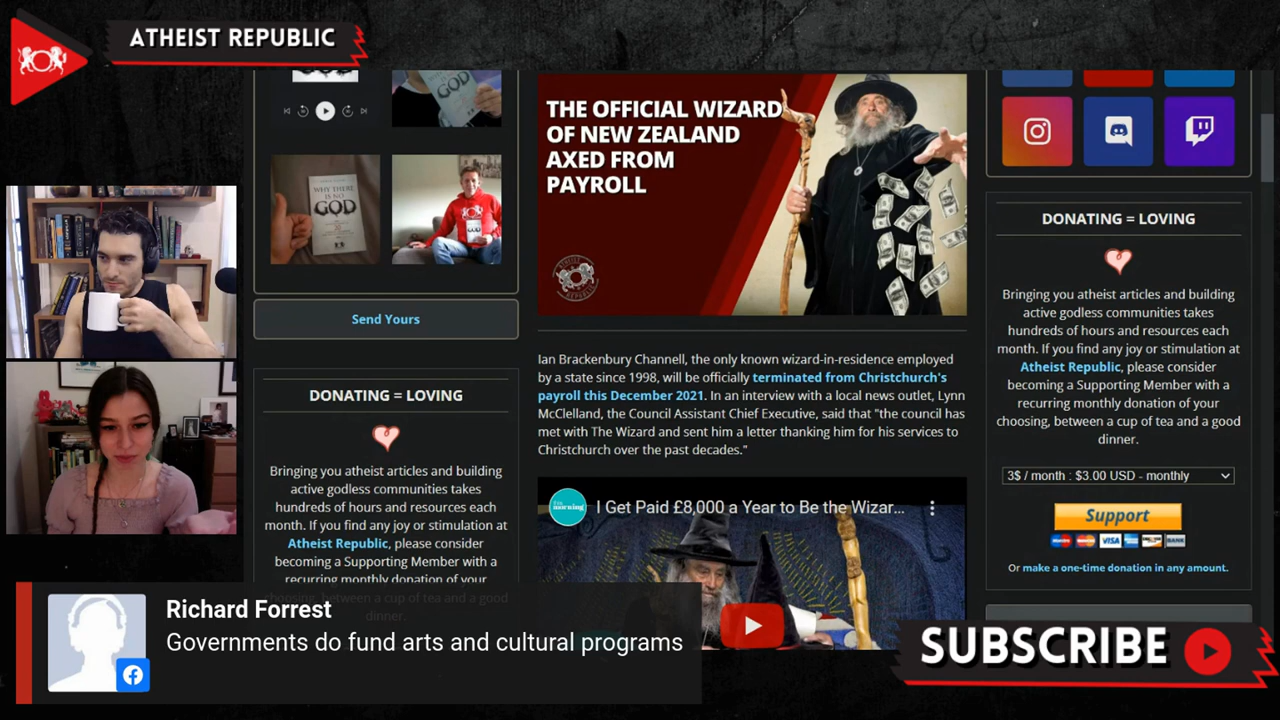 ATHEIST REPUBLIC
WHY THERE
IS NO
GOD
Send Yours
DONATING = LOVING
Bringing you atheist articles and building
active godless communities takes
hundreds of hours and resources each
month. If you find any joy or stimulation at
Atheist Republic, please consider
becoming a Supporting Member with a
recurring monthly donation of your
choosing, between a cup of tea and a good
dinner.
THE OFFICIAL WIZARD
OF NEW ZEALAND
AXED FROM
PAYROLL
Ian Brackenbury Channell, the only known wizard-in-residence employed
by a state since 1998, will be officially terminated from Christchurch's
payroll this December 2021. In an interview with a local news outlet, Lynn
McClelland, the Council Assistant Chief Executive, said that "the council has
met with The Wizard and sent him a letter thanking him for his services to
Christchurch over the past decades."
I Get Paid £8,000 a Year to Be the Wizar...
DONATING = LOVING
Bringing you atheist articles and building
active godless communities takes
hundreds of hours and resources each
month. If you find any joy or stimulation at
Atheist Republic, please consider
becoming a Supporting Member with a
recurring monthly donation of your
choosing, between a cup of tea and a good
dinner.
3$ / month : $3.00 USD - monthly
Support
VISA
BANK
Or make a one-time donation in any amount.
Richard Forrest
Governments do fund arts and cultural programs
SUBSCRIBE